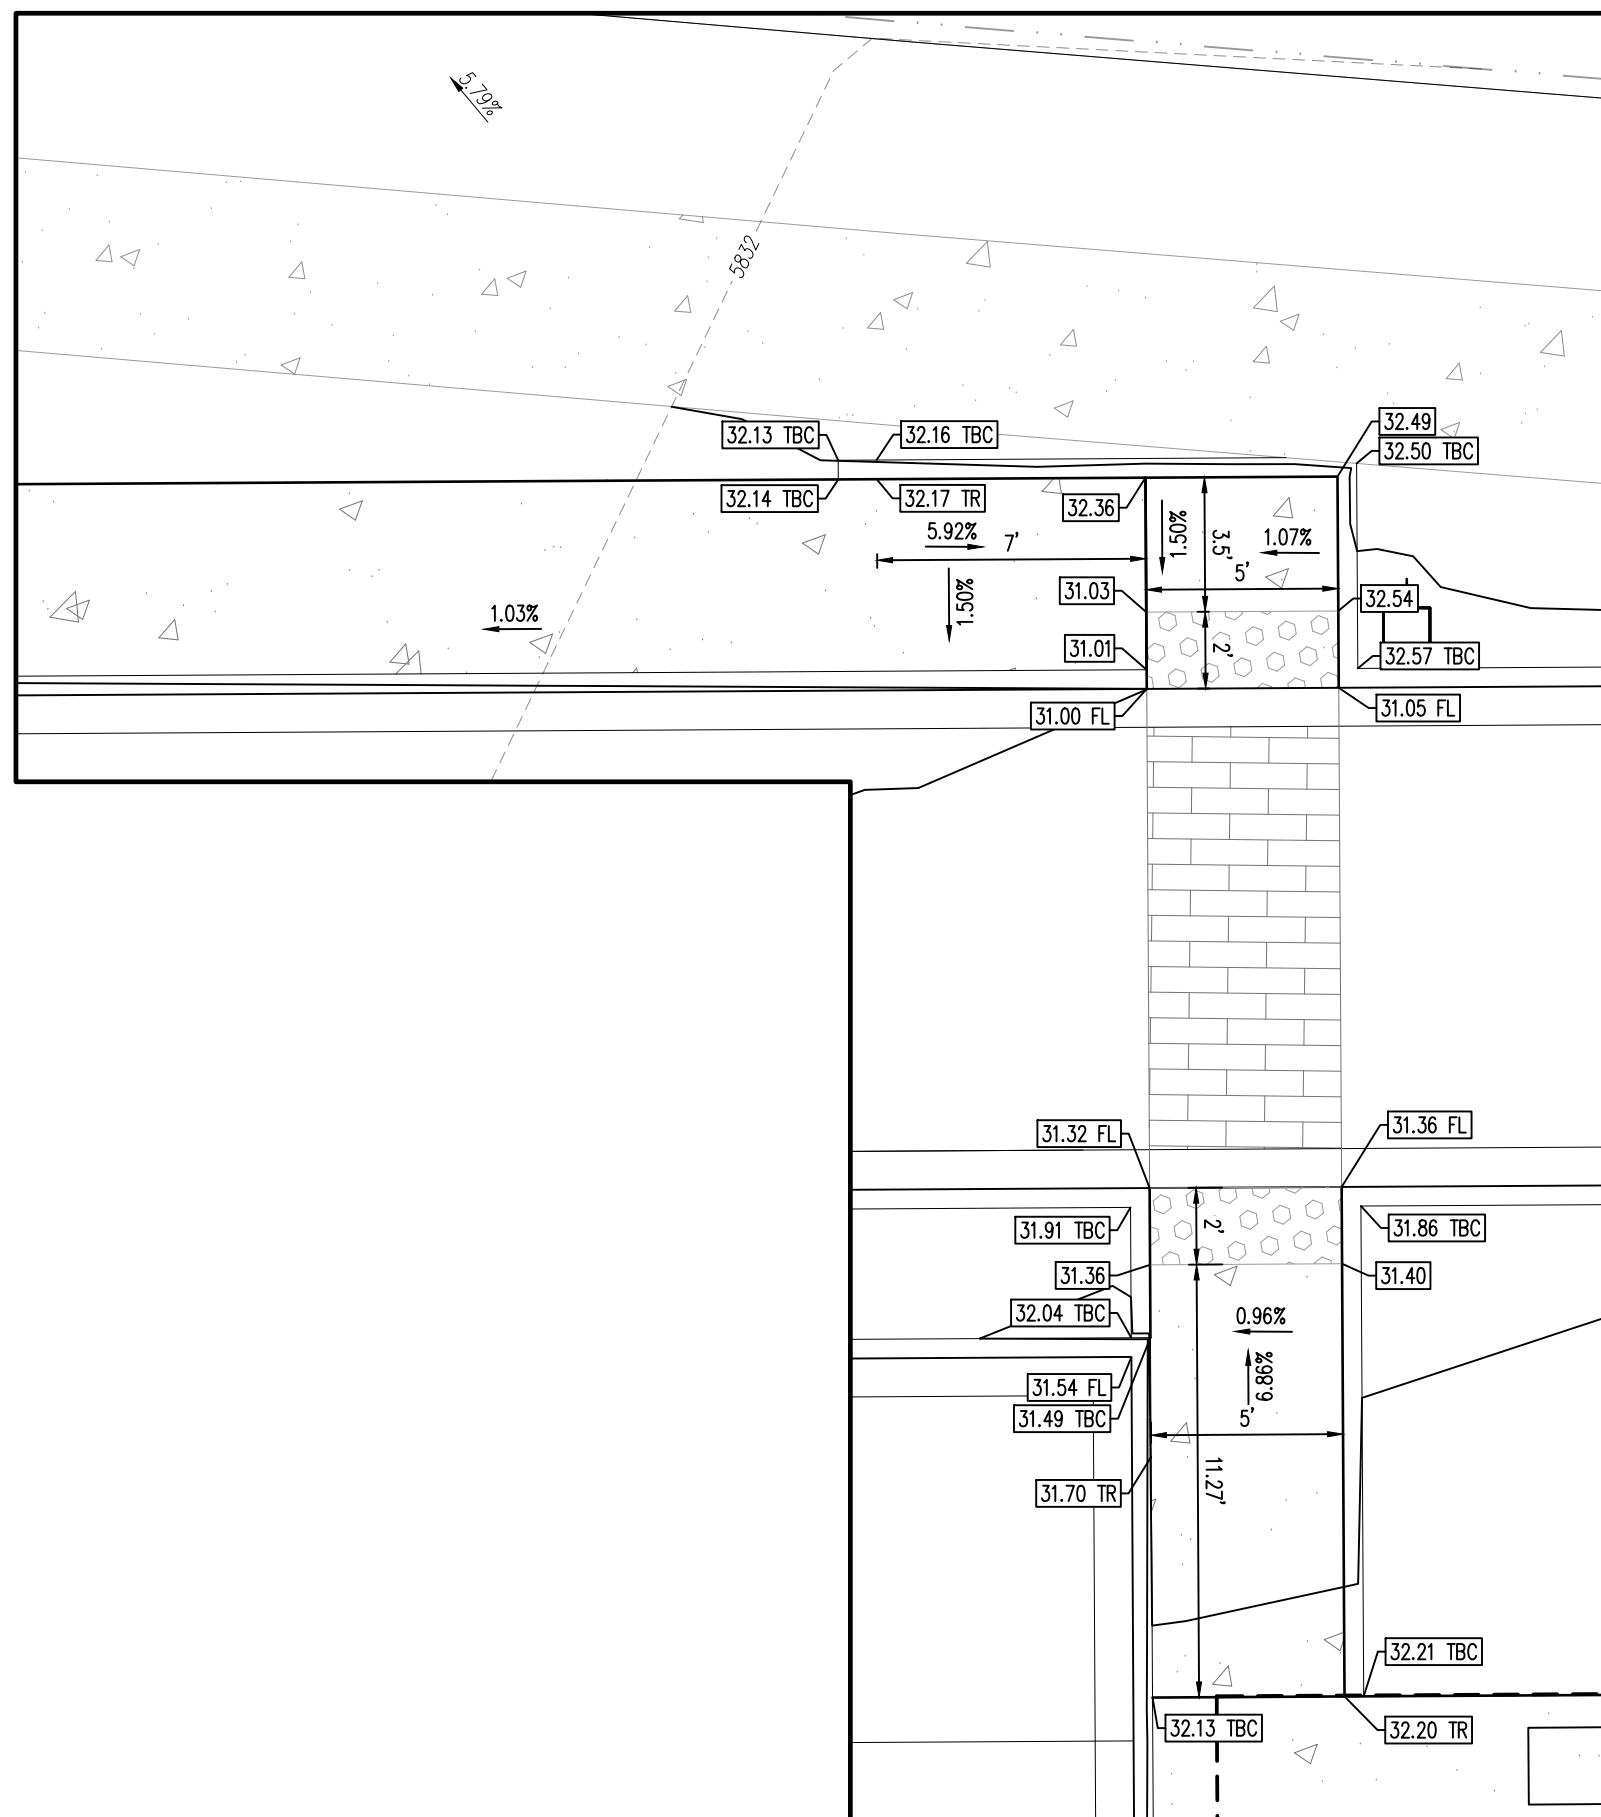 5.79%
5832
32.49
32.13 TBC
32.16 TBC
32.50 TBC
32.14 TBC
32.17 TR
32.36
1.50%
3.5'
1.07%
5.92%
7'
5'
1.50%
31.03
32.54
1.03%
31.01
2'
32.57 TBC
31.00 FL
31.05 FL
31.32 FL
31.36 FL
31.91 TBC
2'
31.86 TBC
31.36
31.40
32.04 TBC
0.96%
6.86%
31.54 FL
31.49 TBC
5'
11.27'
31.70 TR
32.21 TBC
32.13 TBC
32.20 TR